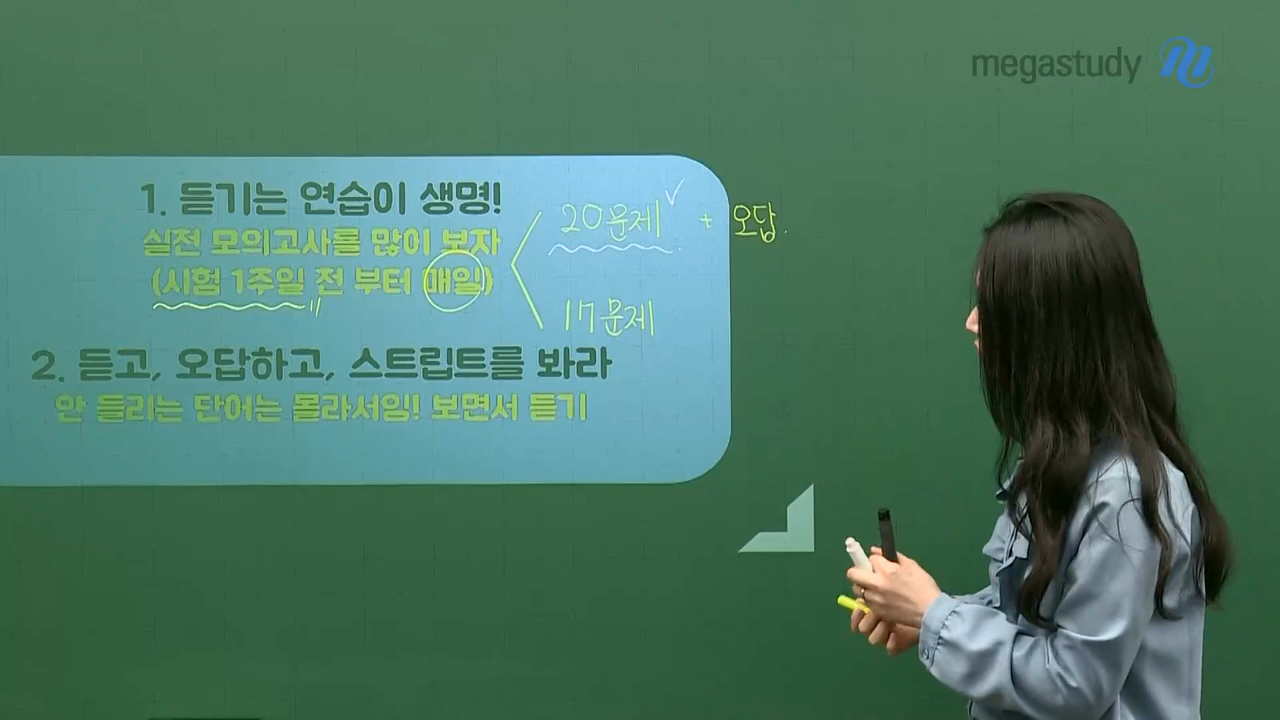 megastudy
1. 듣기는 연습이 생명!
실전 모의고사를 많이 보자
(시험 1주일 전 부터 매일)
20문제 + 오답.
17문제
2. 듣고, 오답하고, 스트립트를 봐라
안 들리는 단어는 몰라서임! 보면서 듣기